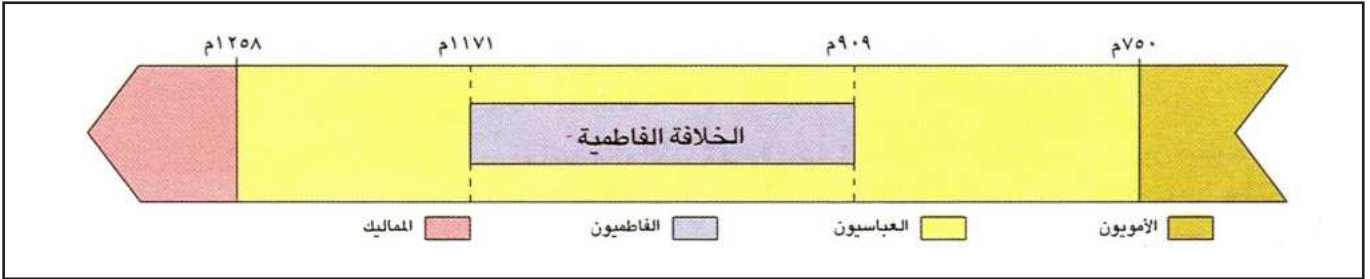 ٧٥٠م ٩٠٩م ١١٧١م ١٢٥٨م
الخلافة الفاطمية
الأمويون العباسيون الفاطميون المماليك